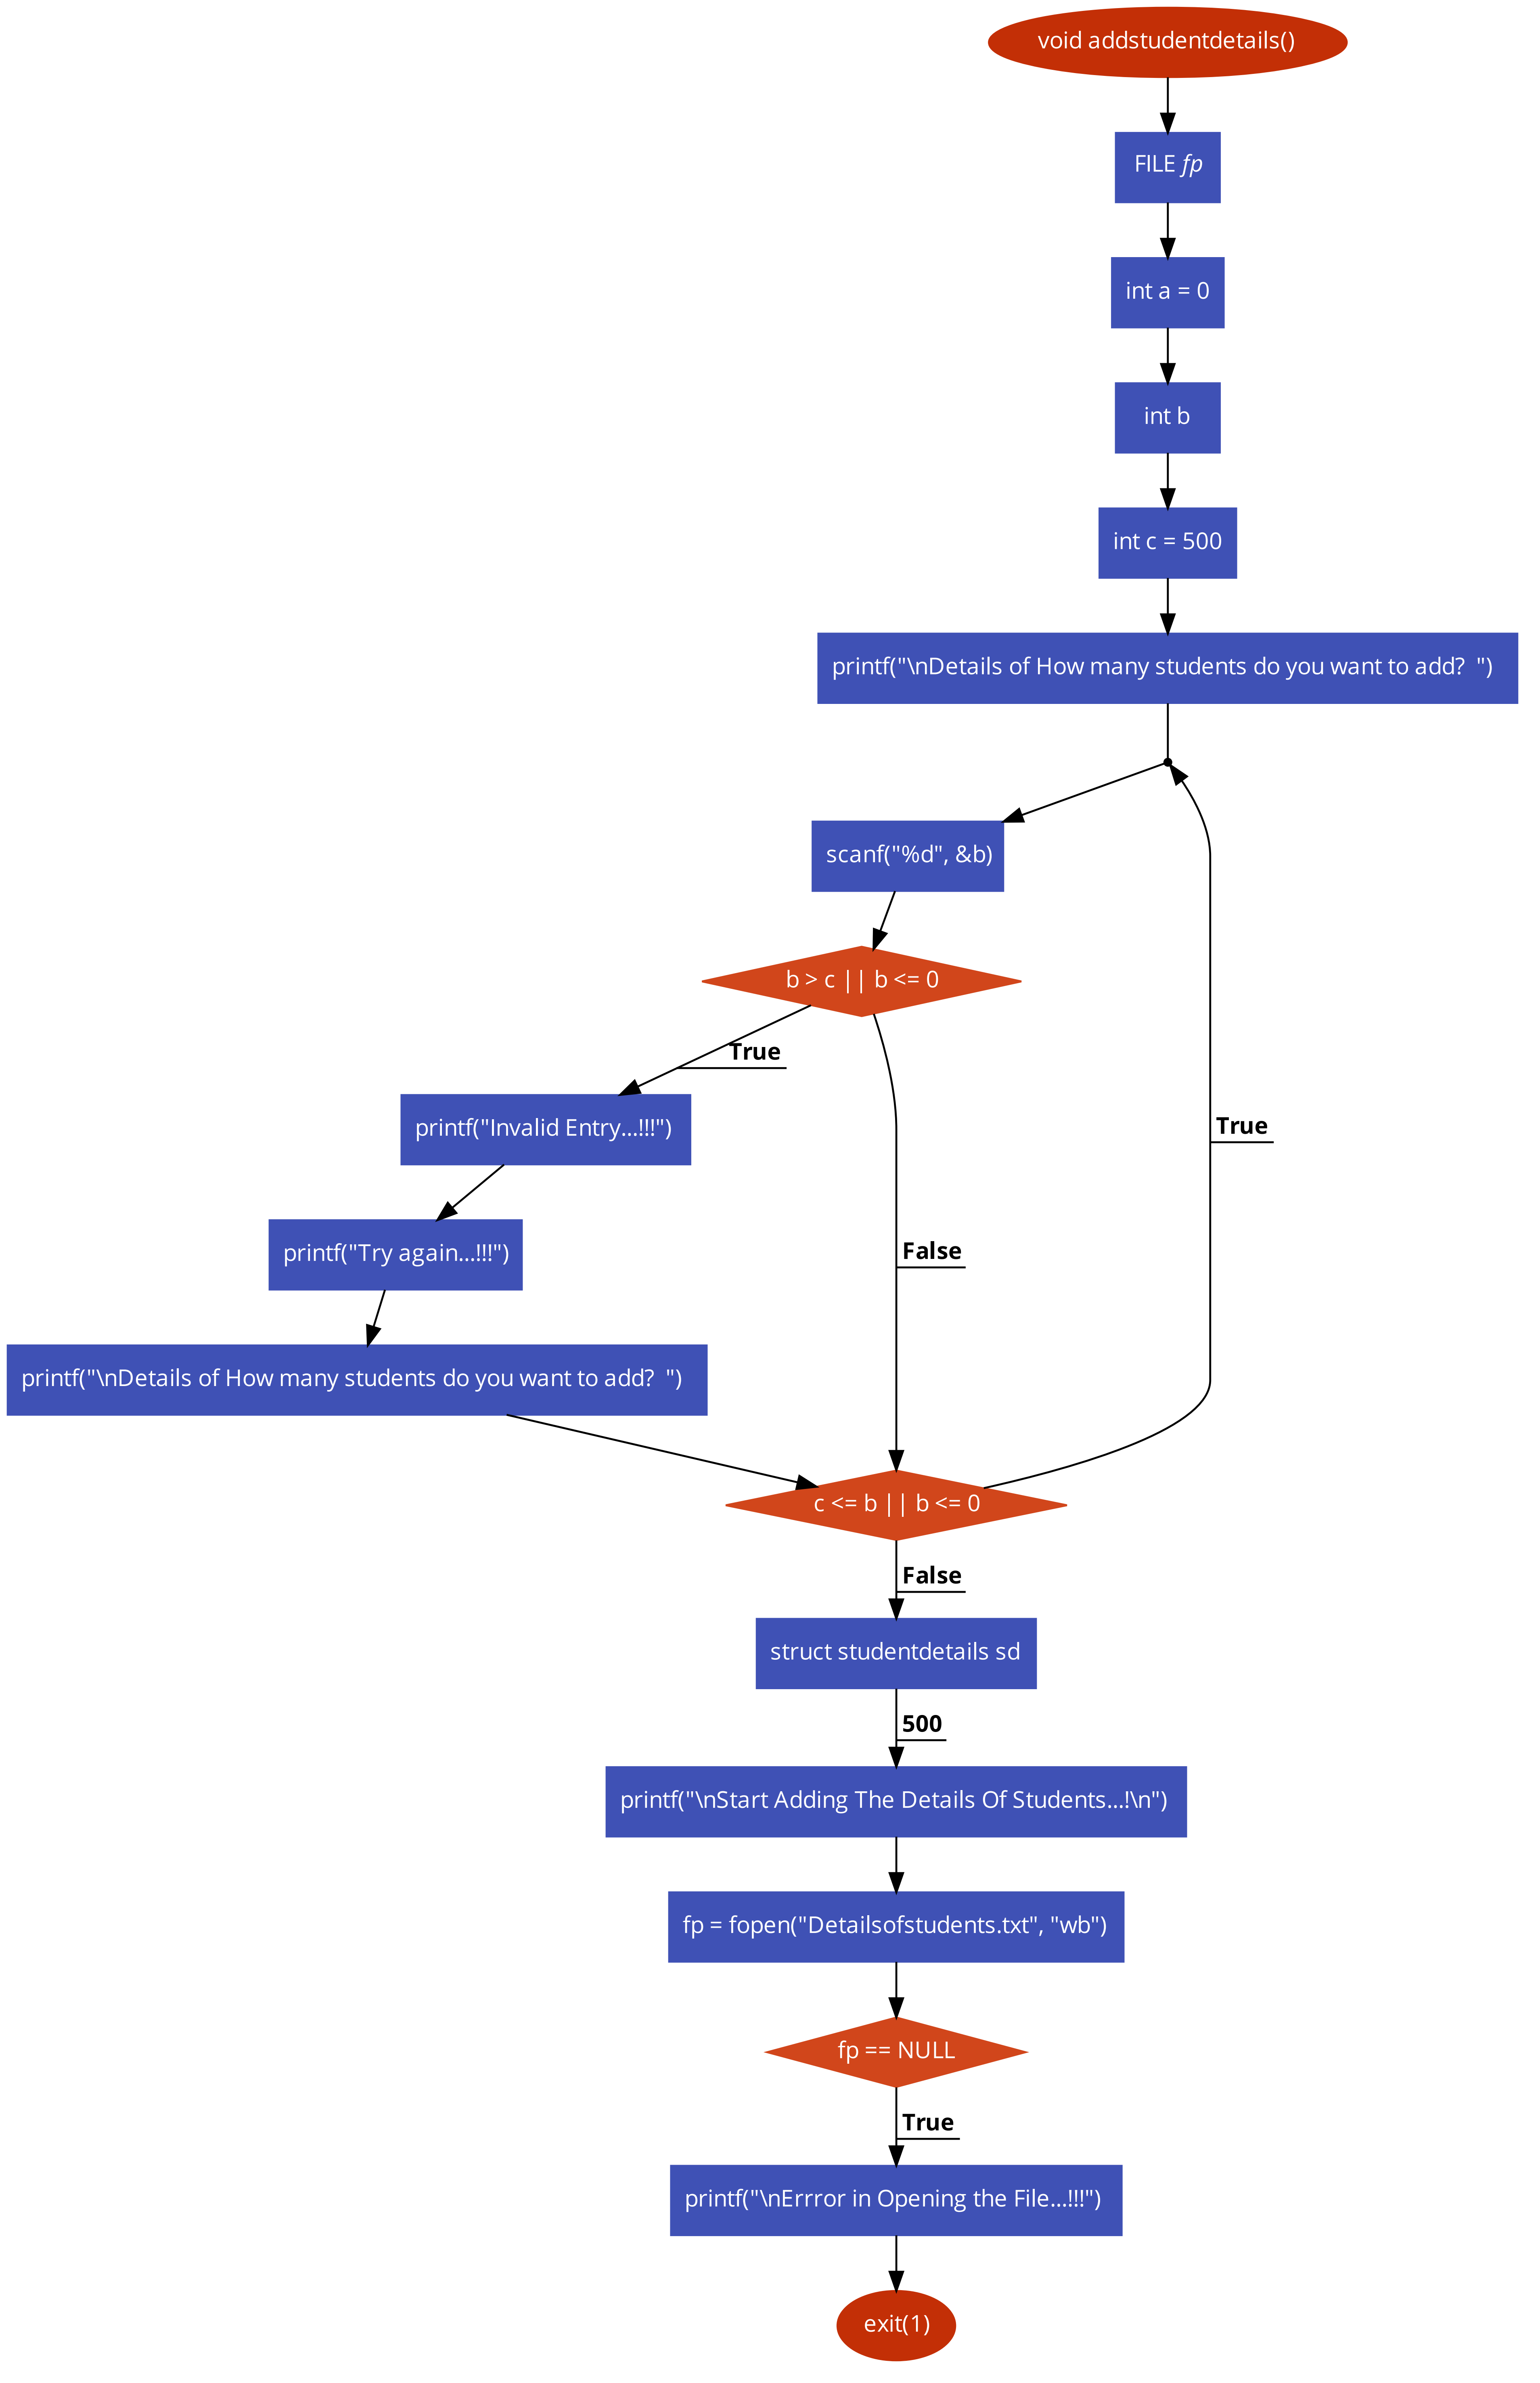 void addstudentdetails()
FILE fp
int a = 0
int b
int c = 500
printf("\nDetails of How many students do you want to add?  ")
scanf("%d", &b)
b > c || b <= 0
True
printf("Invalid Entry...!!!")
True
printf("Try again...!!!")
False
printf("\nDetails of How many students do you want to add?  ")
c <= b || b <= 0
False
struct studentdetails sd
500
printf("\nStart Adding The Details Of Students...!\n")
fp = fopen("Detailsofstudents.txt", "wb")
fp == NULL
True
printf("\nErrror in Opening the File...!!!")
exit(1)